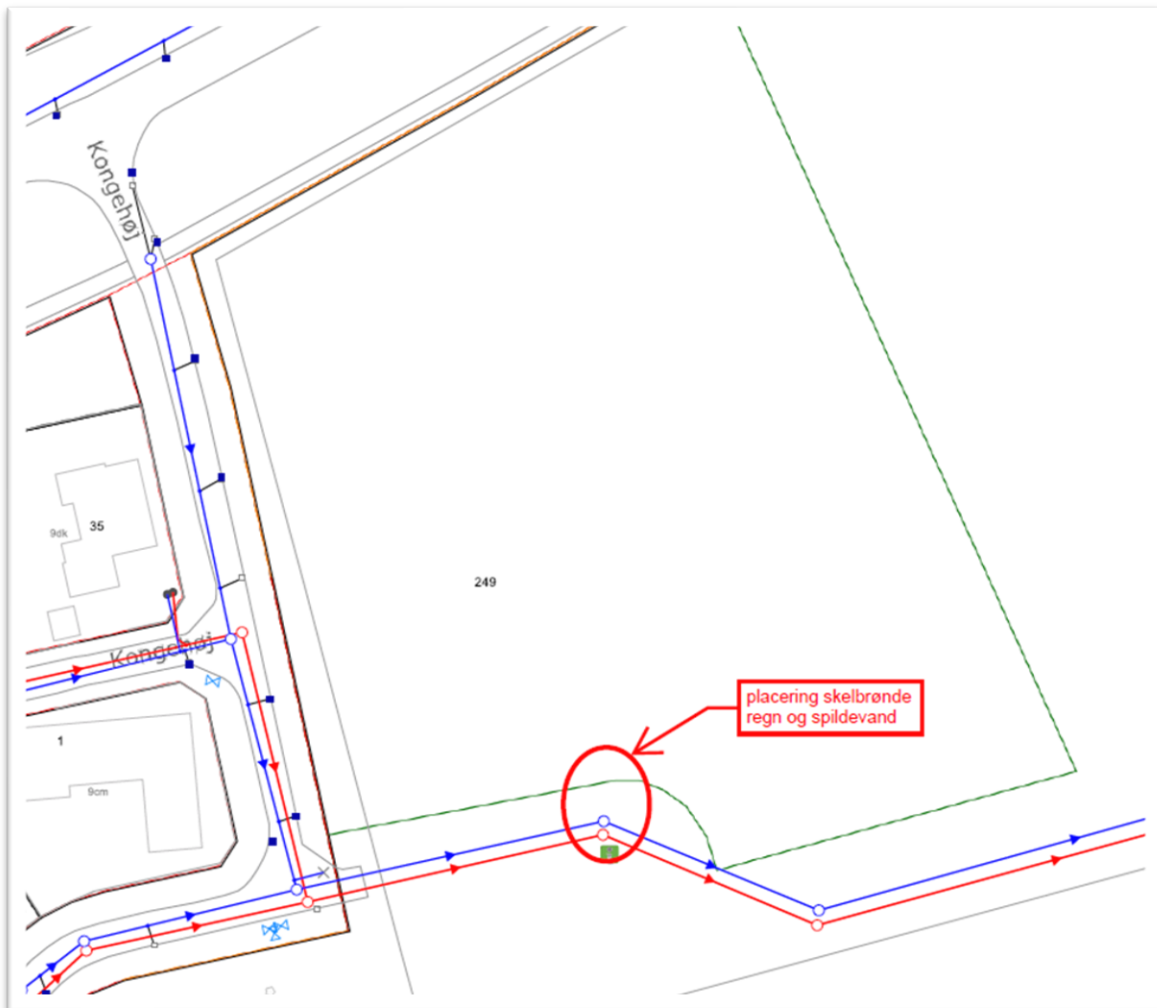 Kongehøj
9dk
35
249
Kongehøj
placering skelbrønde
regn og spildevand
1
9cm